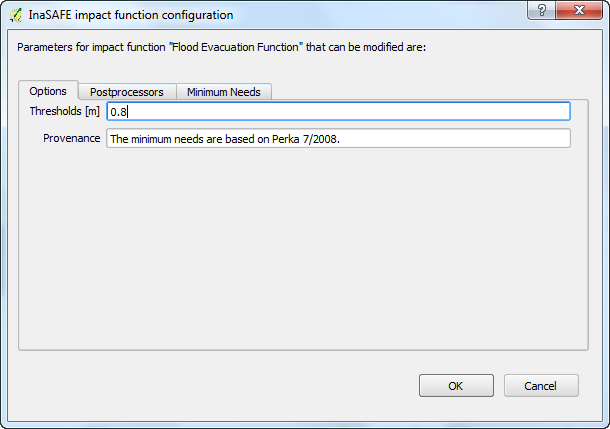 InaSAFE impact function configuration
?
Parameters for impact function "Flood Evacuation Function" that can be modified are:
Options Postprocessors Minimum Needs
Thresholds [m] 0.8
Provenance The minimum needs are based on Perka 7/2008.
OK Cancel